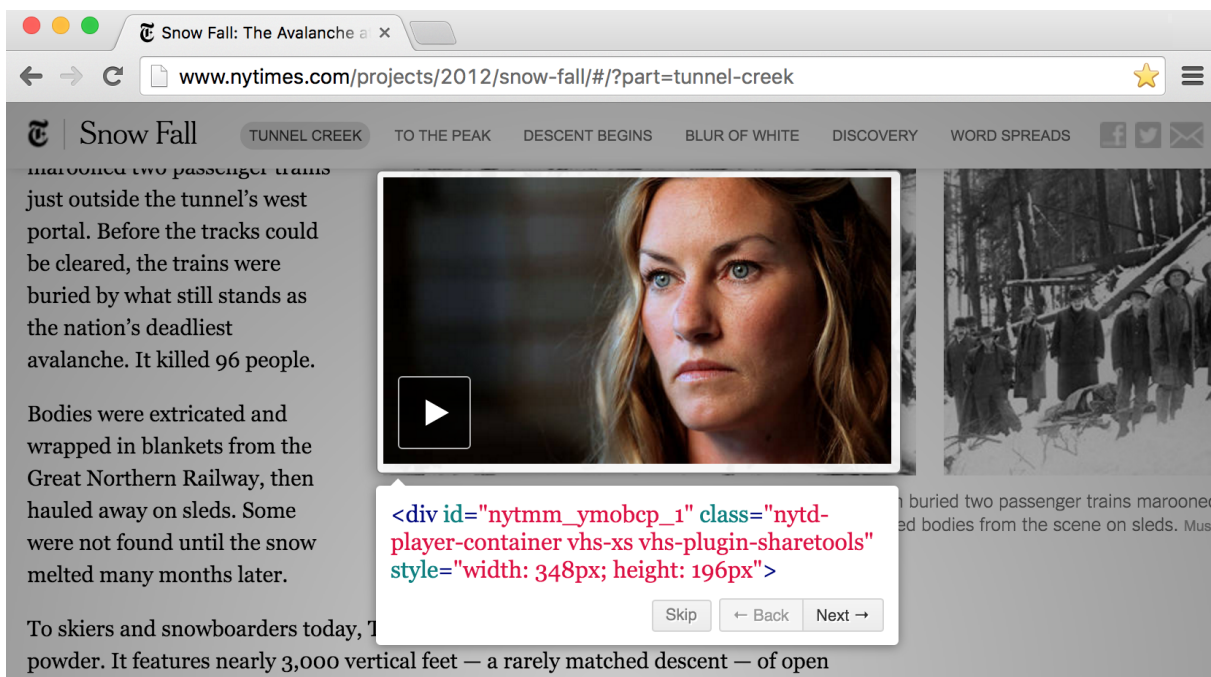 Snow Fall: The Avalanche a
www.nytimes.com/projects/2012/snow-fall/#/?part=tunnel-creek
Snow Fall
TUNNEL CREEK
TO THE PEAK
DESCENT BEGINS
BLUR OF WHITE
DISCOVERY
WORD SPREADS
marooned two passenger trains
just outside the tunnel’s west
portal. Before the tracks could
be cleared, the trains were
buried by what still stands as
the nation’s deadliest
avalanche. It killed 96 people.
Bodies were extricated and
wrapped in blankets from the
Great Northern Railway, then
hauled away on sleds. Some
were not found until the snow
melted many months later.
To skiers and snowboarders today, T
powder. It features nearly 3,000 vertical feet — a rarely matched descent — of open
<div id="nytmm_ymobcp_1" class="nytd-
player-container vhs-xs vhs-plugin-sharetools"
style="width: 348px; height: 196px">
Skip
← Back
Next →
buried two passenger trains maroone
ed bodies from the scene on sleds. Mus